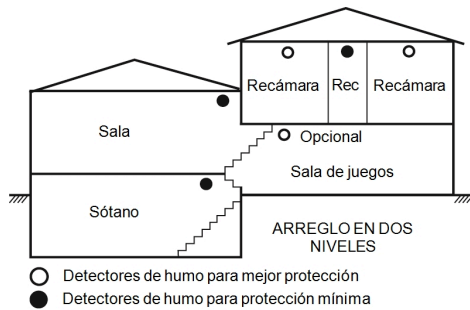 Recámara
Rec
Recámara
Sala
Opcional
Sala de juegos
Sótano
ARREGLO EN DOS
NIVELES
Detectores de humo para mejor protección
Detectores de humo para protección mínima